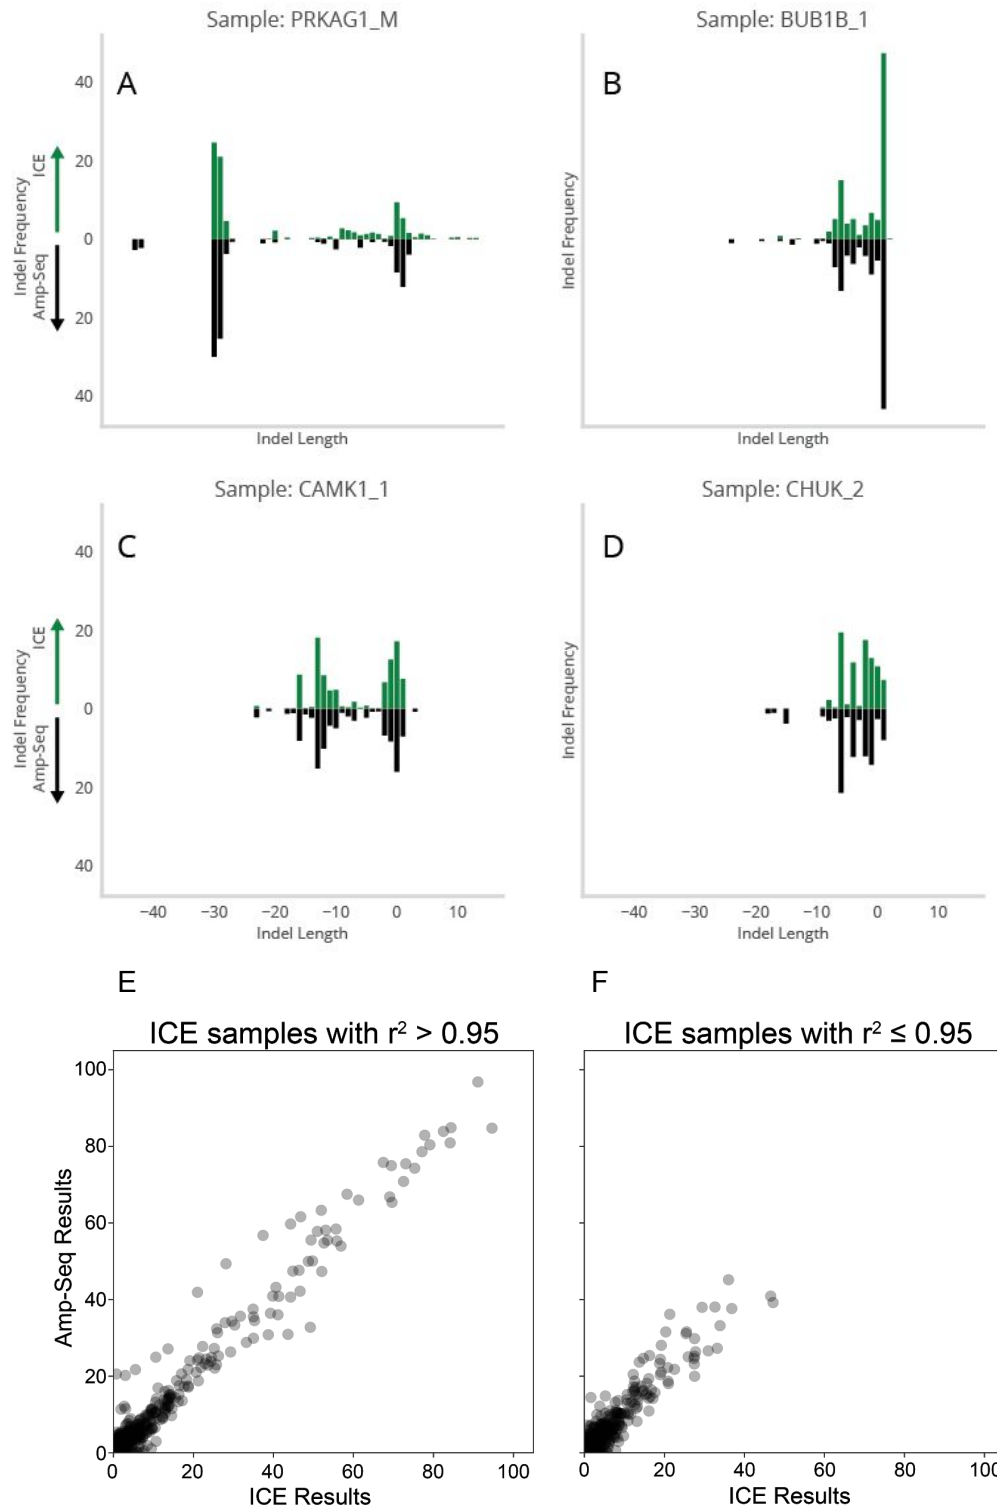 Sample: PRKAG1_M
A
40
20
0
20
40
Indel Frequency
ICE
Amp-Seq
Indel Length
Sample: BUB1B_1
B
Indel Frequency
Indel Length
Sample: CAMK1_1
C
40
20
0
20
40
Indel Frequency
ICE
Amp-Seq
−40 −30 −20 −10 0 10
Indel Length
Sample: CHUK_2
D
Indel Frequency
−40 −30 −20 −10 0 10
Indel Length
E
ICE samples with r² > 0.95
100
80
60
40
20
0
Amp-Seq Results
0 20 40 60 80 100
ICE Results
F
ICE samples with r² ≤ 0.95
0 20 40 60 80 100
ICE Results